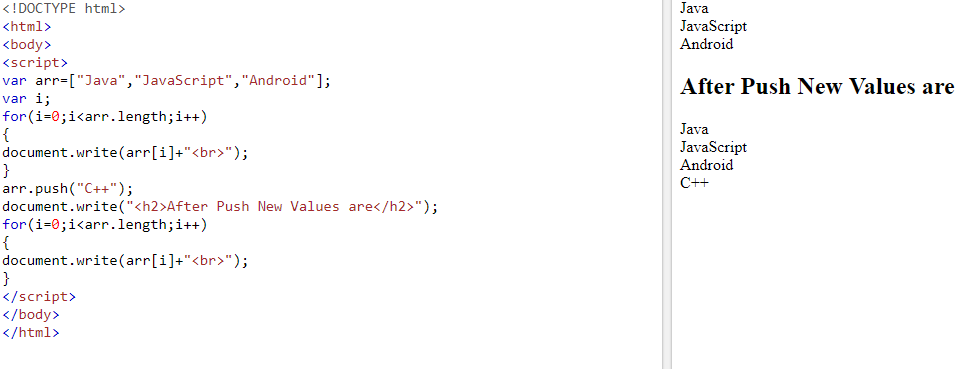 <!DOCTYPE html>
<html>
<body>
<script>
var arr=["Java","JavaScript","Android"];
var i;
for(i=0;i<arr.length;i++)
{
document.write(arr[i]+"<br>");
}
arr.push("C++");
document.write("<h2>After Push New Values are</h2>");
for(i=0;i<arr.length;i++)
{
document.write(arr[i]+"<br>");
}
</script>
</body>
</html>
Java
JavaScript
Android
After Push New Values are
Java
JavaScript
Android
C++